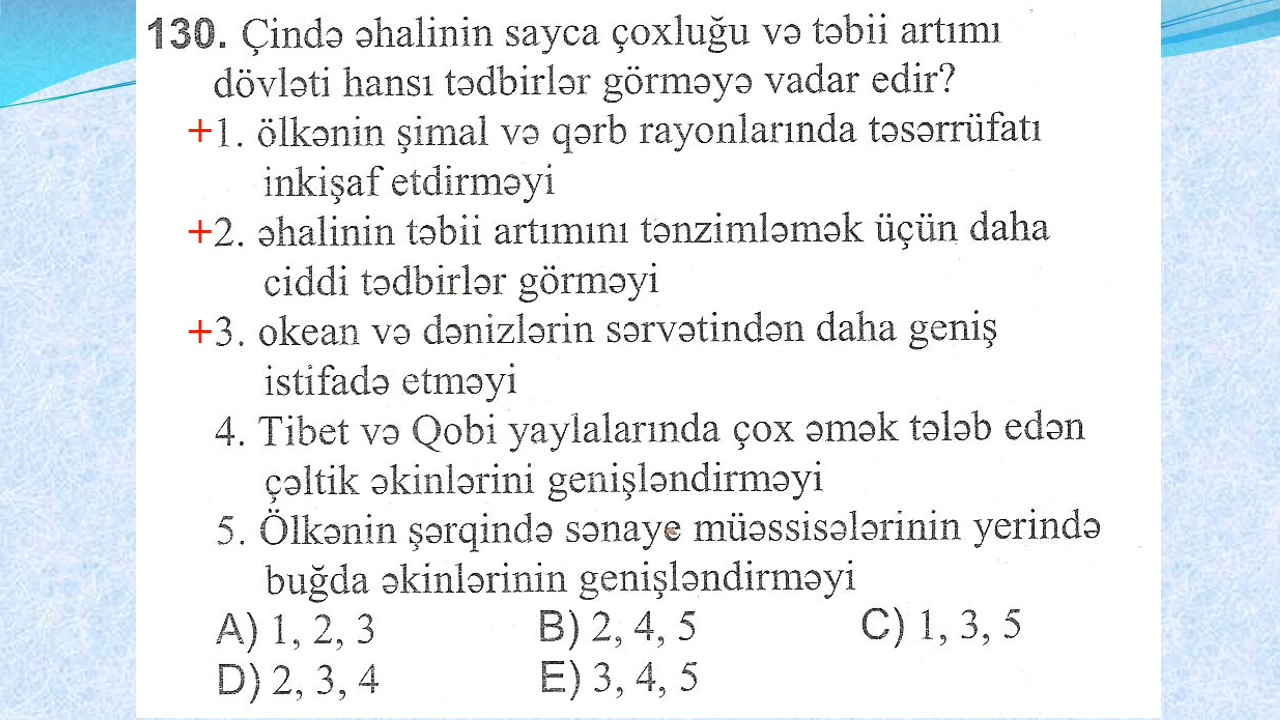 130. Çində əhalinin sayca çoxluğu və təbii artımı
dövləti hansı tədbirlər görməyə vadar edir?
+1. ölkənin şimal və qərb rayonlarında təsərrüfatı
inkişaf etdirməyi
+2. əhalinin təbii artımını tənzimləmək üçün daha
ciddi tədbirlər görməyi
+3. okean və dənizlərin sərvətindən daha geniş
istifadə etməyi
4. Tibet və Qobi yaylalarında çox əmək tələb edən
çəltik əkinlərini genişləndirməyi
5. Ölkənin şərqində sənaye müəssisələrinin yerində
buğda əkinlərinin genişləndirməyi
A) 1, 2, 3 B) 2, 4, 5 C) 1, 3, 5
D) 2, 3, 4 E) 3, 4, 5